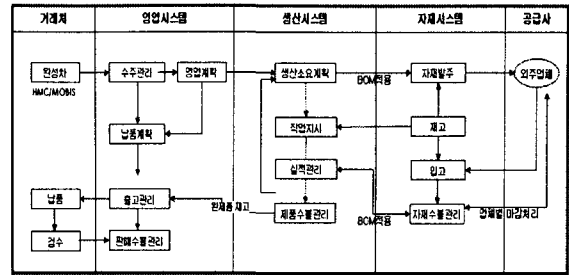 거래처 영업시스템 생산시스템 자재시스템 공급사
완성차 수주관리 영업계획 생산소요계획 자재발주 외주업체
HMC/MOBIS BOM적용
납품계획 작업지시 재고
실적관리 입고
납품 출고관리 완제품 재고 제품수불관리 BOM적용 자재수불관리 업체별 마감처리
검수 판매수불관리